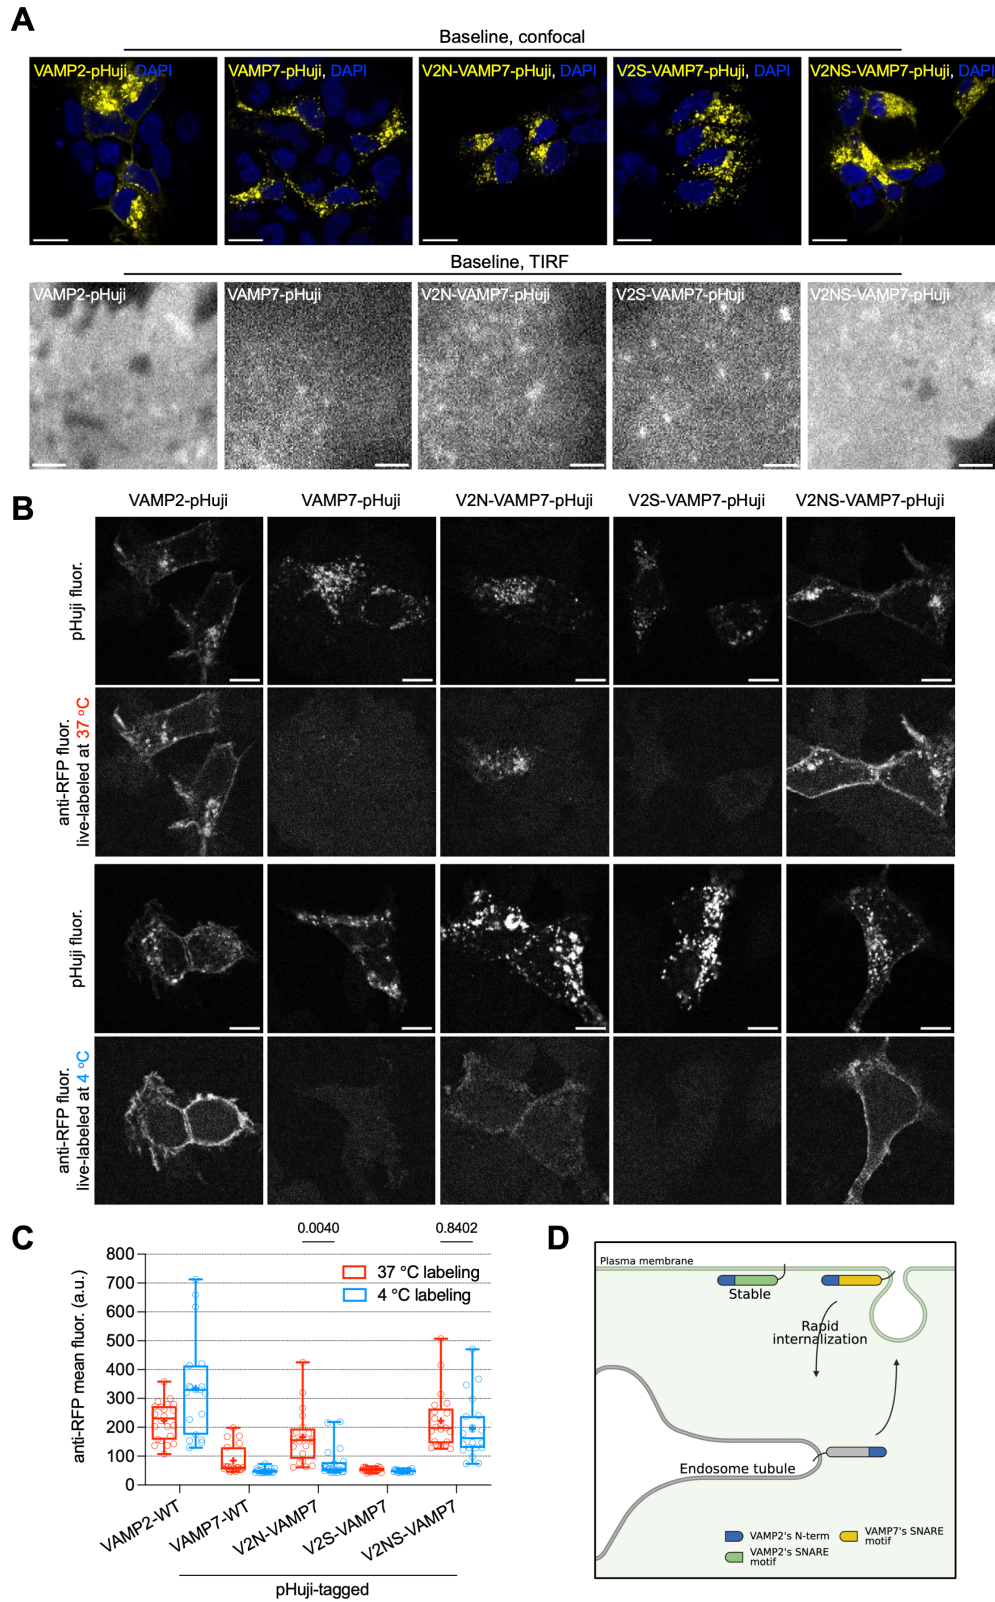 A
Baseline, confocal
VAMP2-pHuji, DAPI
VAMP7-pHuji, DAPI
V2N-VAMP7-pHuji, DAPI
V2S-VAMP7-pHuji, DAPI
V2NS-VAMP7-pHuji, DAPI
Baseline, TIRF
VAMP2-pHuji
VAMP7-pHuji
V2N-VAMP7-pHuji
V2S-VAMP7-pHuji
V2NS-VAMP7-pHuji
B
VAMP2-pHuji
VAMP7-pHuji
V2N-VAMP7-pHuji
V2S-VAMP7-pHuji
V2NS-VAMP7-pHuji
pHuji fluor.
anti-RFP fluor.
live-labeled at 37 °C
pHuji fluor.
anti-RFP fluor.
live-labeled at 4 °C
C
0.0040
0.8402
37 °C labeling
4 °C labeling
anti-RFP mean fluor. (a.u.)
800
700
600
500
400
300
200
100
0
VAMP2-WT
VAMP7-WT
V2N-VAMP7
V2S-VAMP7
V2NS-VAMP7
pHuji-tagged
D
Plasma membrane
Stable
Rapid
internalization
Endosome tubule
VAMP2's N-term
VAMP7's SNARE
motif
VAMP2's SNARE
motif